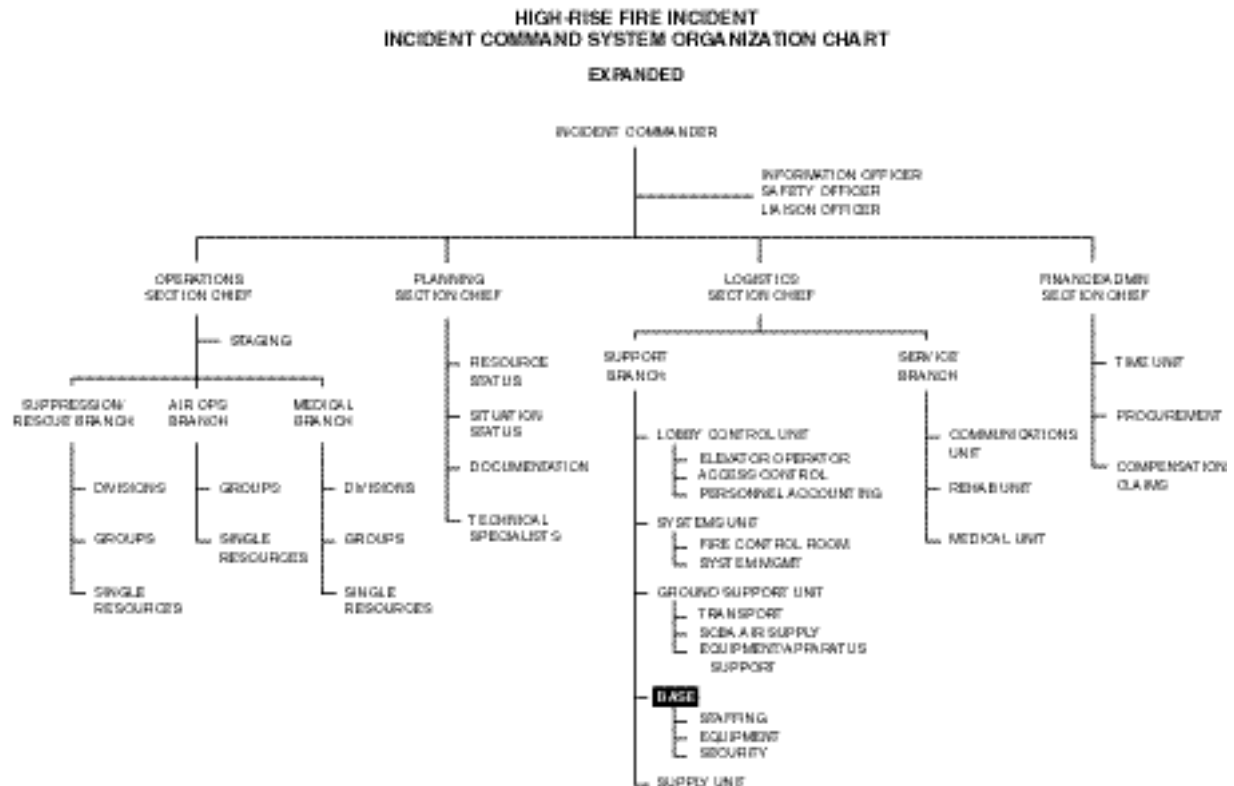 HIGH-RISE FIRE INCIDENT
INCIDENT COMMAND SYSTEM ORGANIZATION CHART
EXPANDED
INCIDENT COMMANDER
INFORMATION OFFICER
SAFETY OFFICER
LIAISON OFFICER
OPERATIONS
SECTION CHIEF
STAGING
SUPPRESSION/
RESCUE BRANCH
DIVISIONS
GROUPS
SINGLE
RESOURCES
AIR OPS
BRANCH
GROUPS
SINGLE
RESOURCES
MEDICAL
BRANCH
DIVISIONS
GROUPS
SINGLE
RESOURCES
PLANNING
SECTION CHIEF
RESOURCE
STATUS
SITUATION
STATUS
DOCUMENTATION
TECHNICAL
SPECIALISTS
LOGISTICS
SECTION CHIEF
SUPPORT
BRANCH
LOBBY CONTROL UNIT
ELEVATOR OPERATOR
ACCESS CONTROL
PERSONNEL ACCOUNTING
SYSTEMS UNIT
FIRE CONTROL ROOM
SYSTEM MGMT
GROUND SUPPORT UNIT
TRANSPORT
SCBA AIR SUPPLY
EQUIPMENT/APPARATUS
SUPPORT
BASE
STAFFING
EQUIPMENT
SECURITY
SUPPLY UNIT
SERVICE
BRANCH
COMMUNICATIONS
UNIT
REHAB UNIT
MEDICAL UNIT
FINANCE/ADMIN
SECTION CHIEF
TIME UNIT
PROCUREMENT
COMPENSATION/
CLAIMS